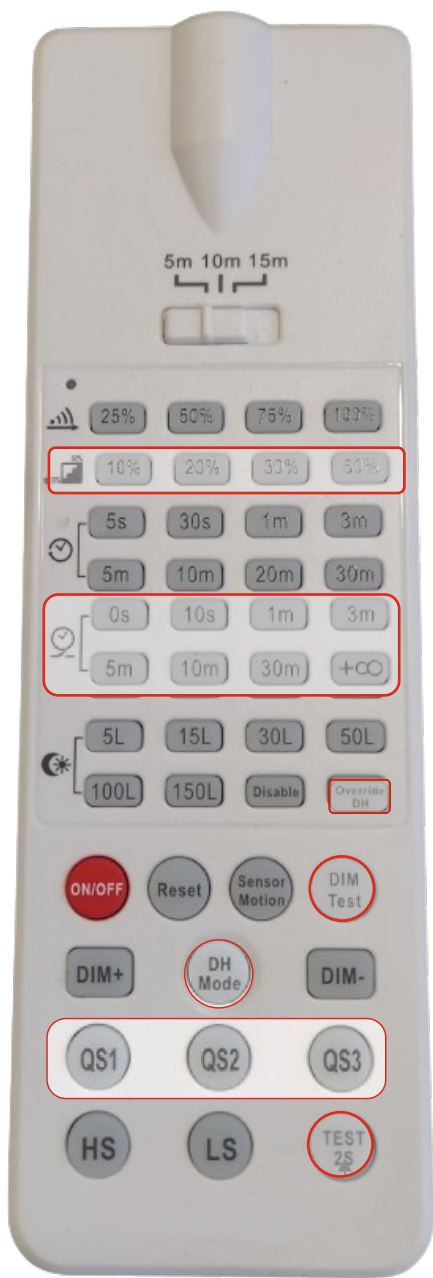 5m 10m 15m
25% 50% 75% 100%
10% 20% 30% 50%
5s 30s 1m 3m
5m 10m 20m 30m
0s 10s 1m 3m
5m 10m 30m +∞
5L 15L 30L 50L
100L 150L Disable Override
DH
ON/OFF Reset Sensor
Motion DIM
Test
DIM+ DH
Mode DIM-
QS1 QS2 QS3
HS LS TEST
2S